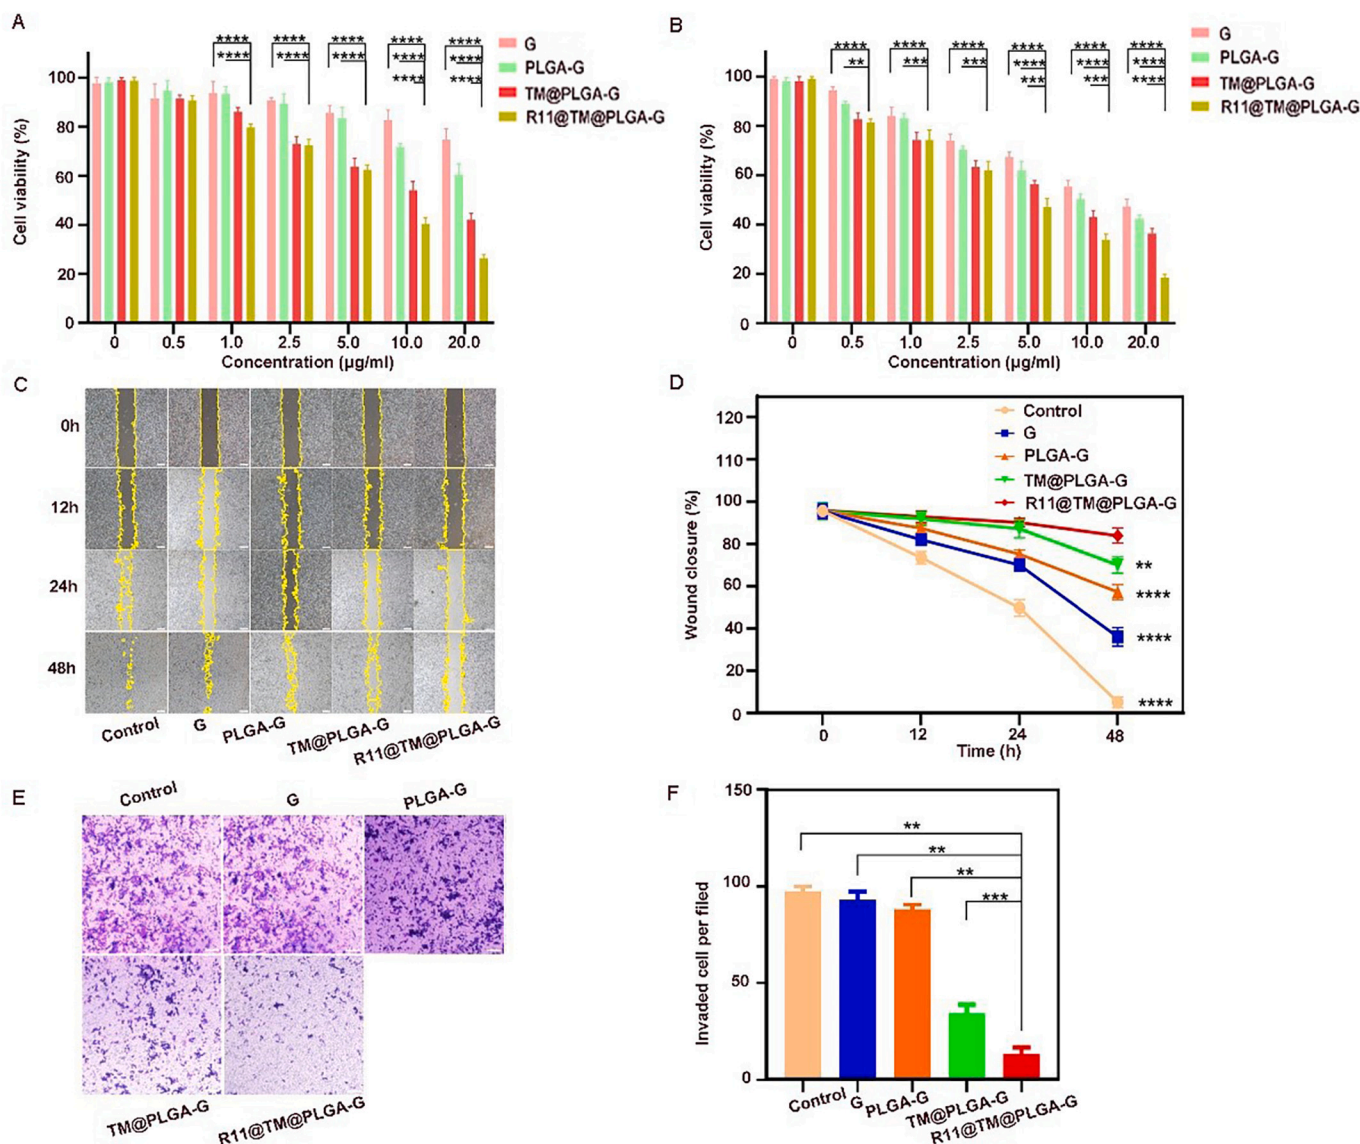 A
****
****
****
****
****
****
****
****
****
****
****
****
G
PLGA-G
TM@PLGA-G
R11@TM@PLGA-G
Cell viability (%)
100
80
60
40
20
0
0 0.5 1.0 2.5 5.0 10.0 20.0
Concentration (μg/ml)
B
****
**
****
***
****
***
****
****
***
****
****
***
****
****
****
G
PLGA-G
TM@PLGA-G
R11@TM@PLGA-G
Cell viability (%)
100
80
60
40
20
0
0 0.5 1.0 2.5 5.0 10.0 20.0
Concentration (μg/ml)
C
0h
12h
24h
48h
Control G PLGA-G TM@PLGA-G R11@TM@PLGA-G
D
Control
G
PLGA-G
TM@PLGA-G
R11@TM@PLGA-G
Wound closure (%)
120
110
100
80
60
40
20
0
**
****
****
****
0 12 24 48
Time (h)
E
Control G PLGA-G
TM@PLGA-G R11@TM@PLGA-G
F
Invaded cell per filed
150
100
50
0
**
**
**
***
Control G PLGA-G TM@PLGA-G R11@TM@PLGA-G